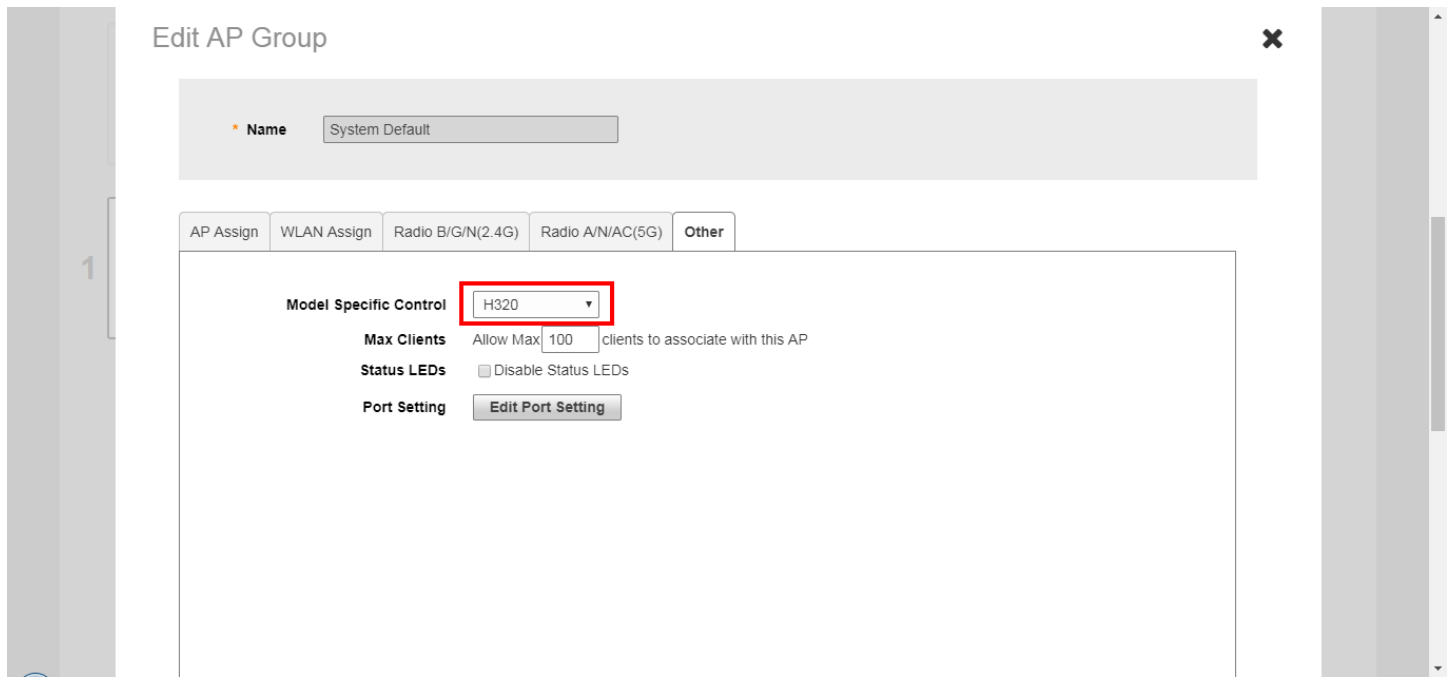 Edit AP Group
* Name System Default
AP Assign WLAN Assign Radio B/G/N(2.4G) Radio A/N/AC(5G) Other
1
Model Specific Control H320
Max Clients Allow Max 100 clients to associate with this AP
Status LEDs Disable Status LEDs
Port Setting Edit Port Setting